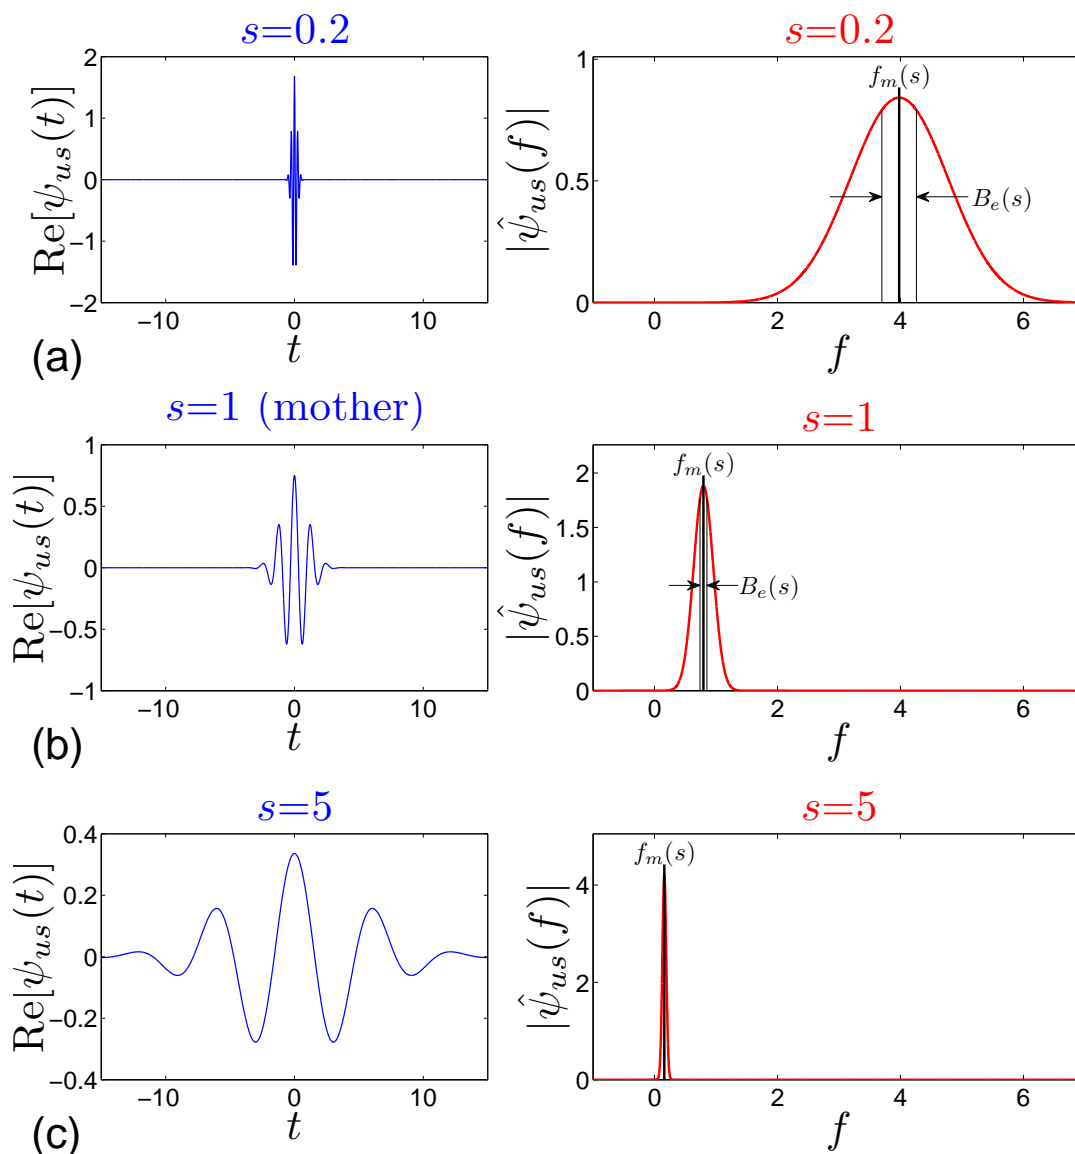 s=0.2
2
1
0
−1
−2
−10
0
10
t
Re[ψus(t)]
(a)
s=0.2
1
0.5
0
0
2
4
6
f
|ψ̂us(f)|
fm(s)
Be(s)
s=1 (mother)
1
0.5
0
−0.5
−1
−10
0
10
t
Re[ψus(t)]
(b)
s=1
2
1.5
1
0.5
0
0
2
4
6
f
|ψ̂us(f)|
fm(s)
Be(s)
s=5
0.4
0.2
0
−0.2
−0.4
−10
0
10
t
Re[ψus(t)]
(c)
s=5
4
2
0
0
2
4
6
f
|ψ̂us(f)|
fm(s)